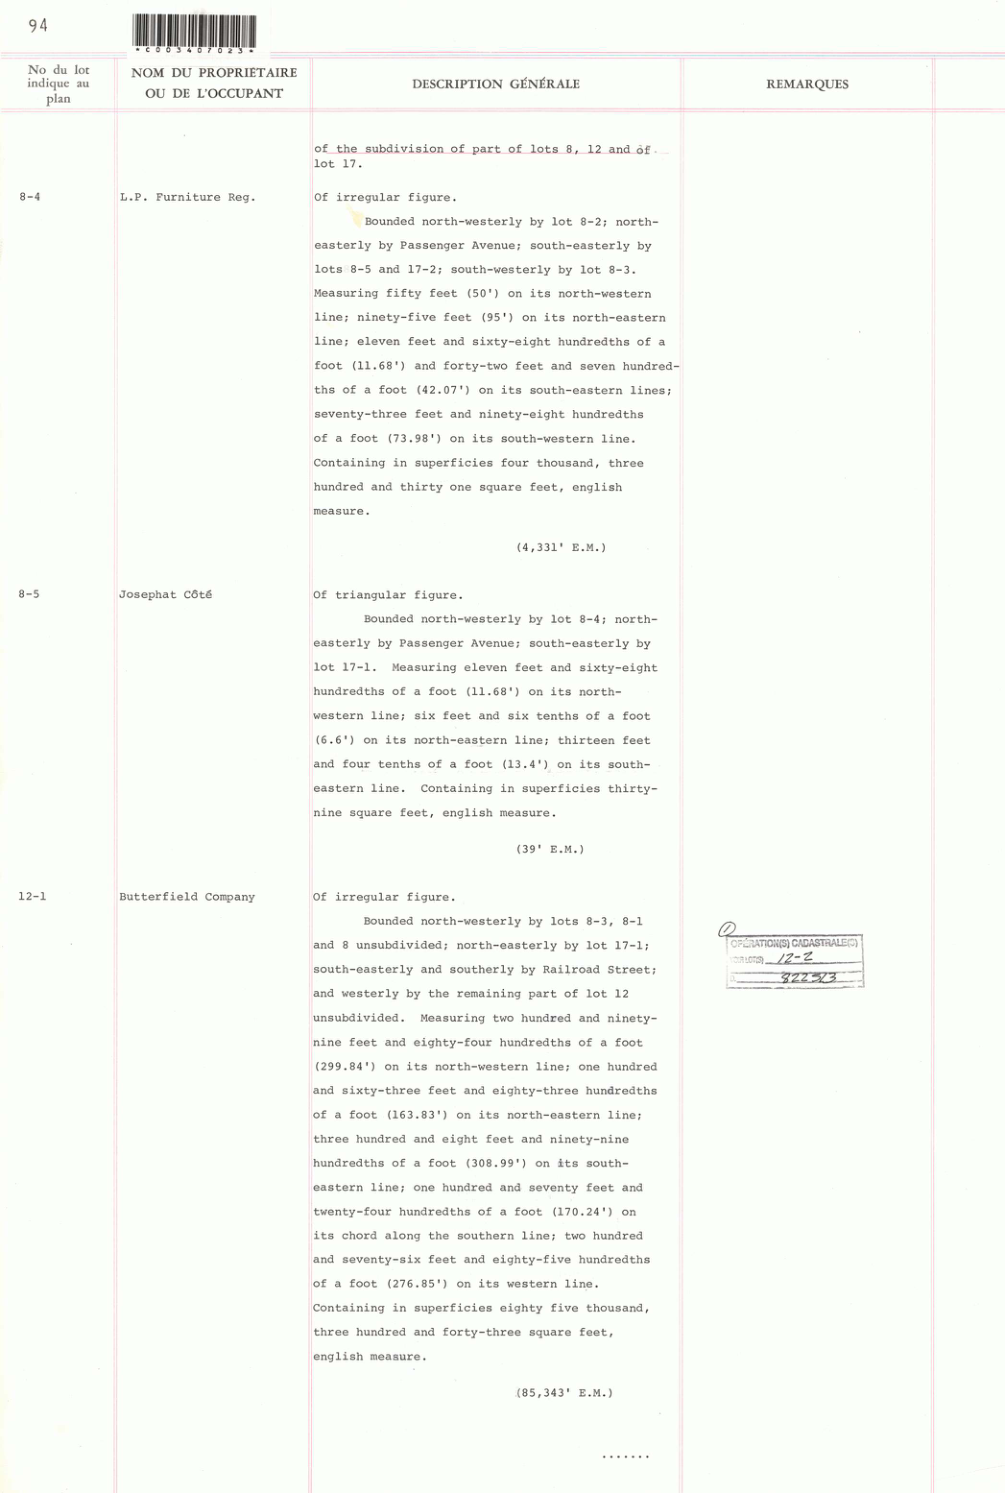 94
*C003407023*
No du lot
indique au
plan
NOM DU PROPRIÉTAIRE
OU DE L'OCCUPANT
DESCRIPTION GÉNÉRALE
REMARQUES
of the subdivision of part of lots 8, 12 and of
lot 17.
8-4
L.P. Furniture Reg.
Of irregular figure.
Bounded north-westerly by lot 8-2; north-
easterly by Passenger Avenue; south-easterly by
lots 8-5 and 17-2; south-westerly by lot 8-3.
Measuring fifty feet (50') on its north-western
line; ninety-five feet (95') on its north-eastern
line; eleven feet and sixty-eight hundredths of a
foot (11.68') and forty-two feet and seven hundred-
ths of a foot (42.07') on its south-eastern lines;
seventy-three feet and ninety-eight hundredths
of a foot (73.98') on its south-western line.
Containing in superficies four thousand, three
hundred and thirty one square feet, english
measure.
(4,331' E.M.)
8-5
Josephat Côté
Of triangular figure.
Bounded north-westerly by lot 8-4; north-
easterly by Passenger Avenue; south-easterly by
lot 17-1. Measuring eleven feet and sixty-eight
hundredths of a foot (11.68') on its north-
western line; six feet and six tenths of a foot
(6.6') on its north-eastern line; thirteen feet
and four tenths of a foot (13.4') on its south-
eastern line. Containing in superficies thirty-
nine square feet, english measure.
(39' E.M.)
12-1
Butterfield Company
Of irregular figure.
Bounded north-westerly by lots 8-3, 8-1
and 8 unsubdivided; north-easterly by lot 17-1;
south-easterly and southerly by Railroad Street;
and westerly by the remaining part of lot 12
unsubdivided. Measuring two hundred and ninety-
nine feet and eighty-four hundredths of a foot
(299.84') on its north-western line; one hundred
and sixty-three feet and eighty-three hundredths
of a foot (163.83') on its north-eastern line;
three hundred and eight feet and ninety-nine
hundredths of a foot (308.99') on its south-
eastern line; one hundred and seventy feet and
twenty-four hundredths of a foot (170.24') on
its chord along the southern line; two hundred
and seventy-six feet and eighty-five hundredths
of a foot (276.85') on its western line.
Containing in superficies eighty five thousand,
three hundred and forty-three square feet,
english measure.
(85,343' E.M.)
.......
1
OPÉRATION(S) CADASTRALE(S)
12-2